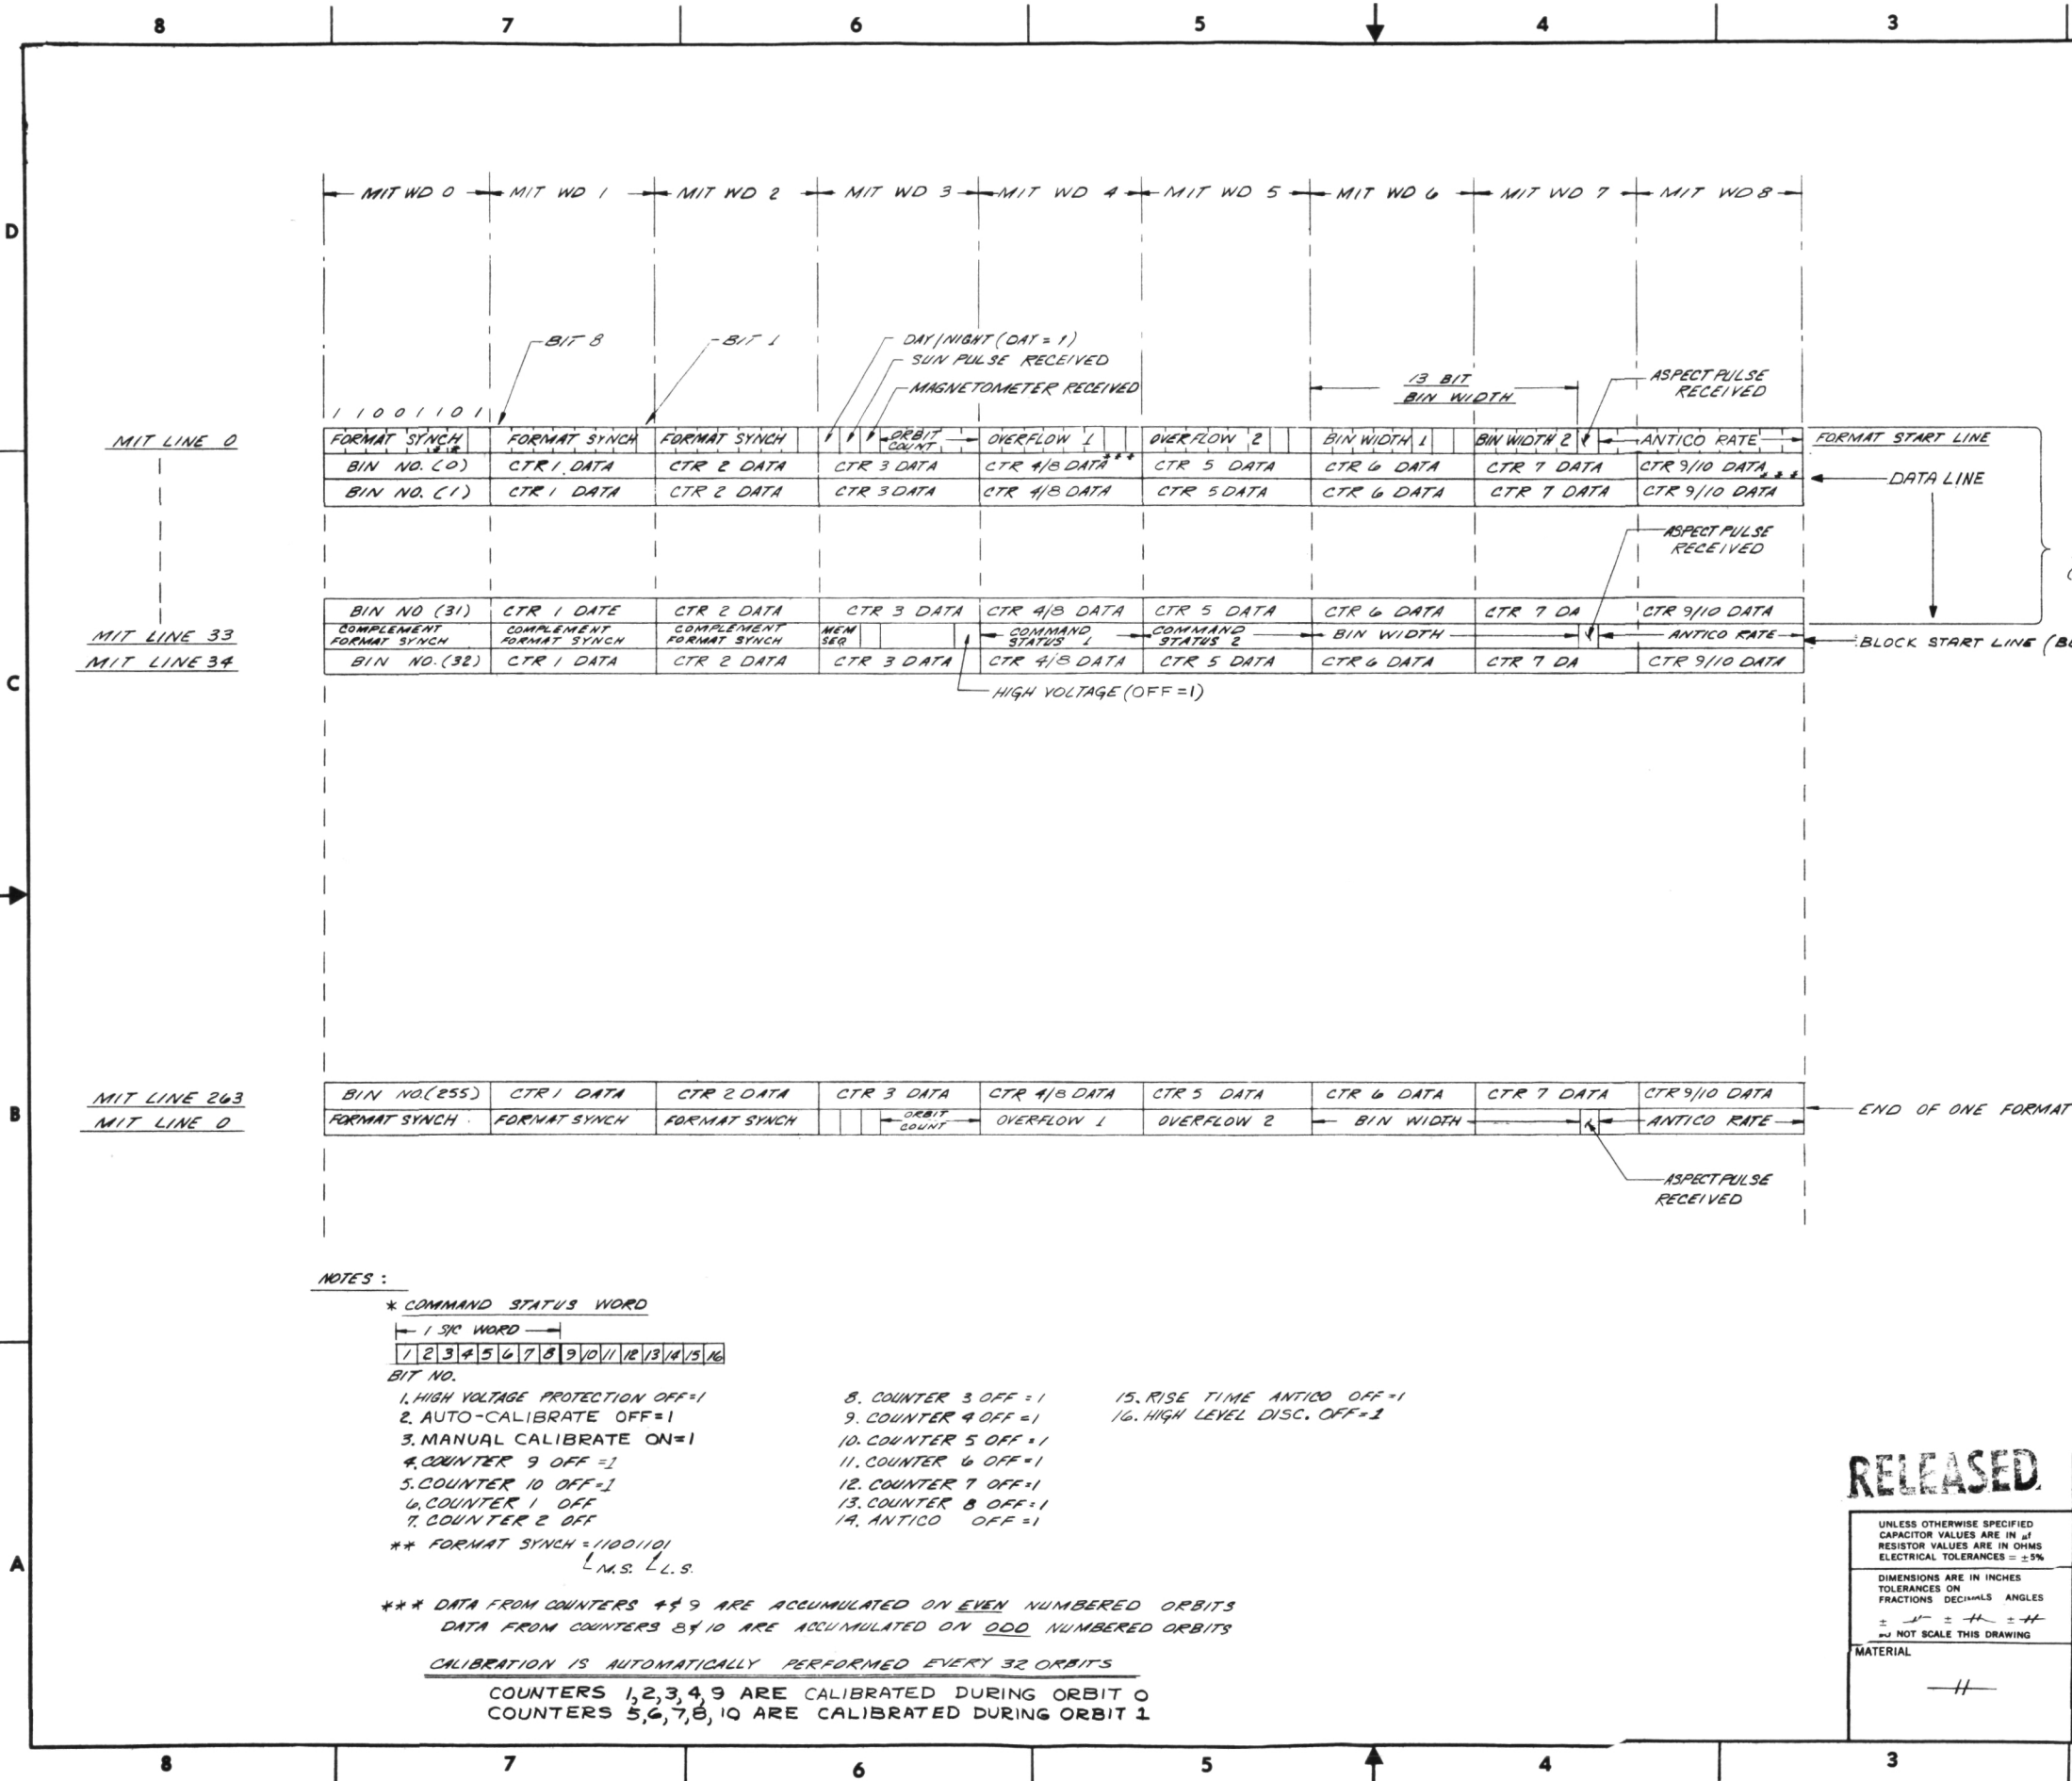 8 7 6 5 4 3
D
MIT WD 0 MIT WD 1 MIT WD 2 MIT WD 3 MIT WD 4 MIT WD 5 MIT WD 6 MIT WD 7 MIT WD 8
BIT 8
BIT 1
DAY/NIGHT (DAY = 1)
SUN PULSE RECEIVED
MAGNETOMETER RECEIVED
13 BIT
BIN WIDTH
ASPECT PULSE
RECEIVED
1 1 0 0 1 1 0 1
MIT LINE 0
FORMAT SYNCH ** FORMAT SYNCH FORMAT SYNCH ORBIT COUNT OVERFLOW 1 OVERFLOW 2 BIN WIDTH 1 BIN WIDTH 2 ANTICO RATE FORMAT START LINE
BIN NO. (0) CTR 1 DATA CTR 2 DATA CTR 3 DATA CTR 4/8 DATA *** CTR 5 DATA CTR 6 DATA CTR 7 DATA CTR 9/10 DATA ***
BIN NO. (1) CTR 1 DATA CTR 2 DATA CTR 3 DATA CTR 4/8 DATA CTR 5 DATA CTR 6 DATA CTR 7 DATA CTR 9/10 DATA
DATA LINE
ASPECT PULSE
RECEIVED
(
BIN NO (31) CTR 1 DATE CTR 2 DATA CTR 3 DATA CTR 4/8 DATA CTR 5 DATA CTR 6 DATA CTR 7 DA CTR 9/10 DATA
MIT LINE 33
COMPLEMENT FORMAT SYNCH COMPLEMENT FORMAT SYNCH COMPLEMENT FORMAT SYNCH MEM SEQ COMMAND STATUS 1 COMMAND STATUS 2 BIN WIDTH ANTICO RATE BLOCK START LINE (BL
MIT LINE 34
BIN NO. (32) CTR 1 DATA CTR 2 DATA CTR 3 DATA CTR 4/8 DATA CTR 5 DATA CTR 6 DATA CTR 7 DA CTR 9/10 DATA
C
HIGH VOLTAGE (OFF = 1)
MIT LINE 263
BIN NO. (255) CTR 1 DATA CTR 2 DATA CTR 3 DATA CTR 4/8 DATA CTR 5 DATA CTR 6 DATA CTR 7 DATA CTR 9/10 DATA
B
MIT LINE 0
FORMAT SYNCH FORMAT SYNCH FORMAT SYNCH ORBIT COUNT OVERFLOW 1 OVERFLOW 2 BIN WIDTH ANTICO RATE
END OF ONE FORMAT
ASPECT PULSE
RECEIVED
NOTES :
* COMMAND STATUS WORD
1 S/C WORD
1 2 3 4 5 6 7 8 9 10 11 12 13 14 15 16
BIT NO.
1. HIGH VOLTAGE PROTECTION OFF=1
2. AUTO-CALIBRATE OFF=1
3. MANUAL CALIBRATE ON=1
4. COUNTER 9 OFF =1
5. COUNTER 10 OFF=1
6. COUNTER 1 OFF
7. COUNTER 2 OFF
8. COUNTER 3 OFF = 1
9. COUNTER 4 OFF =1
10. COUNTER 5 OFF = 1
11. COUNTER 6 OFF=1
12. COUNTER 7 OFF=1
13. COUNTER 8 OFF=1
14. ANTICO OFF =1
15. RISE TIME ANTICO OFF =1
16. HIGH LEVEL DISC. OFF=1
** FORMAT SYNCH = 11001101
M.S. L.S.
A
*** DATA FROM COUNTERS 4 & 9 ARE ACCUMULATED ON EVEN NUMBERED ORBITS
DATA FROM COUNTERS 8 & 10 ARE ACCUMULATED ON ODD NUMBERED ORBITS
CALIBRATION IS AUTOMATICALLY PERFORMED EVERY 32 ORBITS
COUNTERS 1,2,3,4,9 ARE CALIBRATED DURING ORBIT 0
COUNTERS 5,6,7,8,10 ARE CALIBRATED DURING ORBIT 1
RELEASED
UNLESS OTHERWISE SPECIFIED
CAPACITOR VALUES ARE IN µf
RESISTOR VALUES ARE IN OHMS
ELECTRICAL TOLERANCES = ±5%
DIMENSIONS ARE IN INCHES
TOLERANCES ON
FRACTIONS DECIMALS ANGLES
± ± ±
NOT SCALE THIS DRAWING
MATERIAL
8 7 6 5 4 3